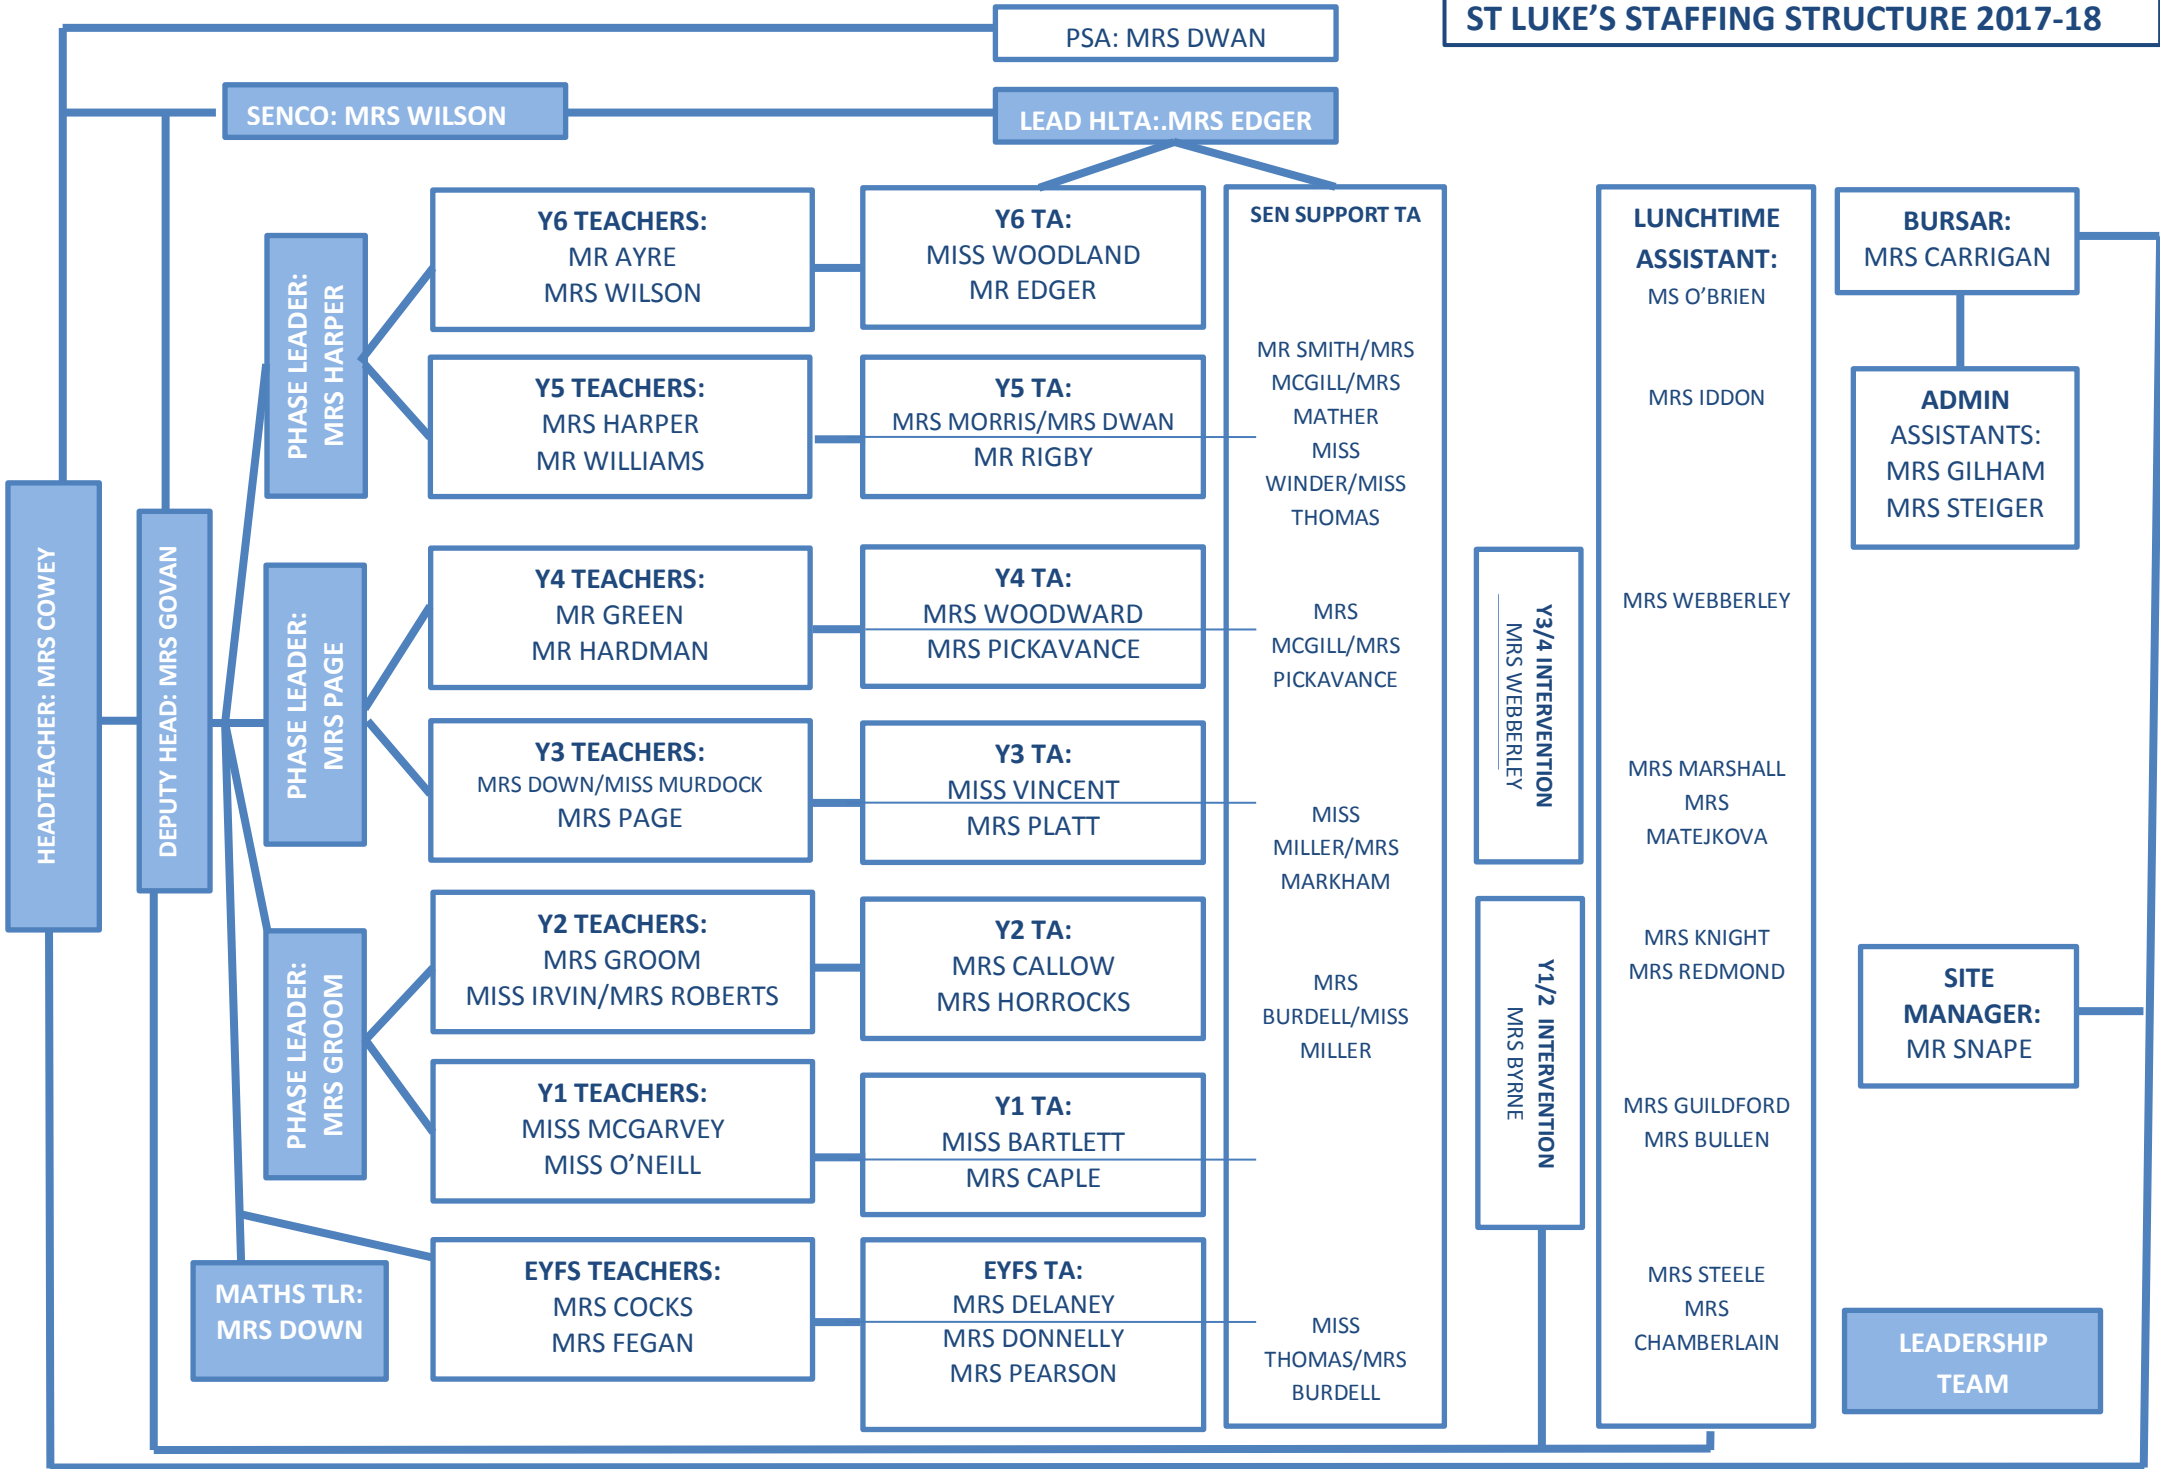 ST LUKE’S STAFFING STRUCTURE 2017-18
PSA: MRS DWAN
SENCO: MRS WILSON
LEAD HLTA:.MRS EDGER
HEADTEACHER: MRS COWEY
DEPUTY HEAD: MRS GOVAN
PHASE LEADER:
MRS HARPER
PHASE LEADER:
MRS PAGE
PHASE LEADER:
MRS GROOM
MATHS TLR:
MRS DOWN
Y6 TEACHERS:
MR AYRE
MRS WILSON
Y5 TEACHERS:
MRS HARPER
MR WILLIAMS
Y4 TEACHERS:
MR GREEN
MR HARDMAN
Y3 TEACHERS:
MRS DOWN/MISS MURDOCK
MRS PAGE
Y2 TEACHERS:
MRS GROOM
MISS IRVIN/MRS ROBERTS
Y1 TEACHERS:
MISS MCGARVEY
MISS O’NEILL
EYFS TEACHERS:
MRS COCKS
MRS FEGAN
Y6 TA:
MISS WOODLAND
MR EDGER
Y5 TA:
MRS MORRIS/MRS DWAN
MR RIGBY
Y4 TA:
MRS WOODWARD
MRS PICKAVANCE
Y3 TA:
MISS VINCENT
MRS PLATT
Y2 TA:
MRS CALLOW
MRS HORROCKS
Y1 TA:
MISS BARTLETT
MRS CAPLE
EYFS TA:
MRS DELANEY
MRS DONNELLY
MRS PEARSON
SEN SUPPORT TA
MR SMITH/MRS
MCGILL/MRS
MATHER
MISS
WINDER/MISS
THOMAS
MRS
MCGILL/MRS
PICKAVANCE
MISS
MILLER/MRS
MARKHAM
MRS
BURDELL/MISS
MILLER
MISS
THOMAS/MRS
BURDELL
Y3/4 INTERVENTION
MRS WEBBERLEY
Y1/2 INTERVENTION
MRS BYRNE
LUNCHTIME
ASSISTANT:
MS O’BRIEN
MRS IDDON
MRS WEBBERLEY
MRS MARSHALL
MRS
MATEJKOVA
MRS KNIGHT
MRS REDMOND
MRS GUILDFORD
MRS BULLEN
MRS STEELE
MRS
CHAMBERLAIN
BURSAR:
MRS CARRIGAN
ADMIN
ASSISTANTS:
MRS GILHAM
MRS STEIGER
SITE
MANAGER:
MR SNAPE
LEADERSHIP
TEAM